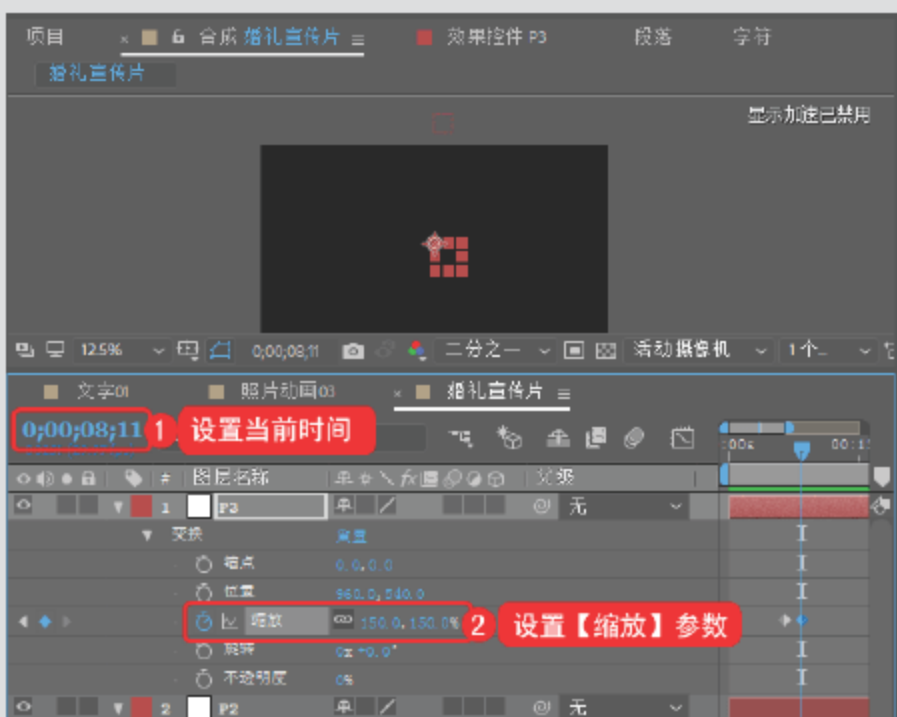 项目 × 合成 婚礼宣传片 效果控件 P3 段落 字符
婚礼宣传片
显示加速已禁用
12.5% 0;00;08;11 二分之一 活动摄像机 1个...
文字01 照片动画03 × 婚礼宣传片
0;00;08;11 1 设置当前时间
:00s 00:1
# 图层名称 fx 父级
1 P3 无
变换 重置
锚点 0.0,0.0
位置 960.0,540.0
缩放 150.0,150.0% 2 设置【缩放】参数
旋转 0x +0.0°
不透明度 0%
2 P2 无